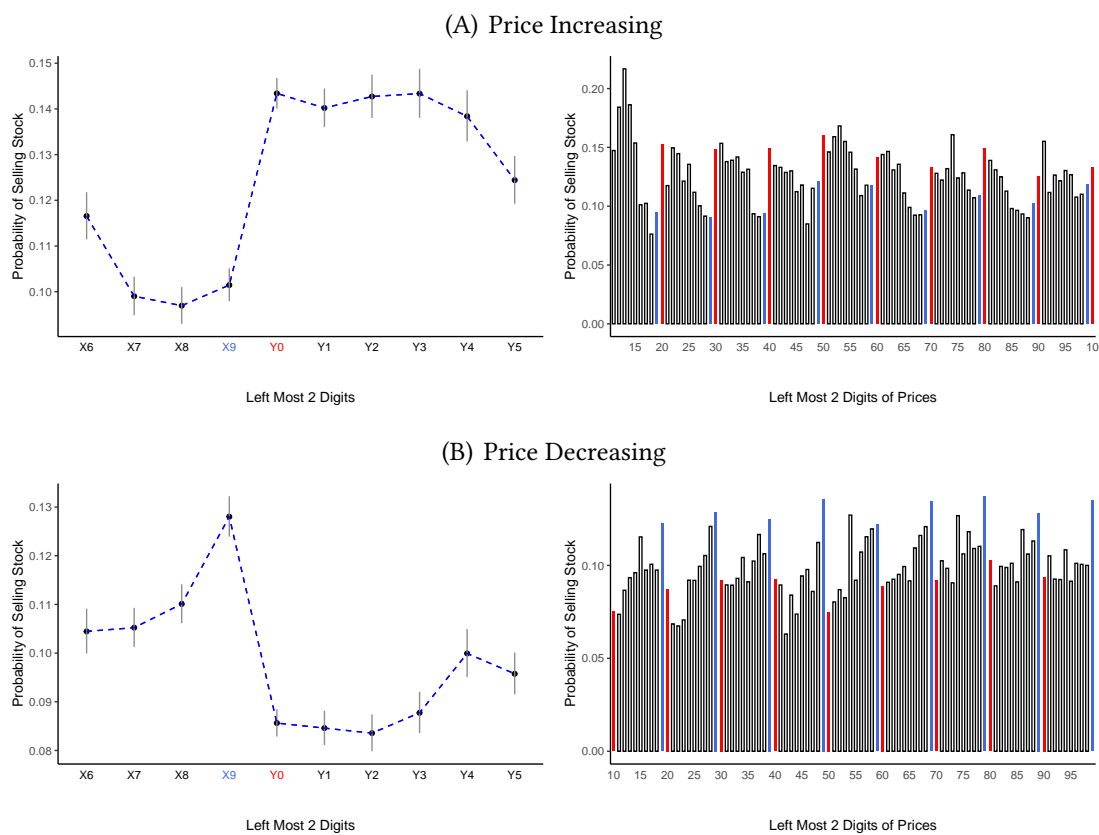 (A) Price Increasing
Probability of Selling Stock
0.15
0.14
0.13
0.12
0.11
0.10
X6 X7 X8 X9 Y0 Y1 Y2 Y3 Y4 Y5
Left Most 2 Digits
Probability of Selling Stock
0.20
0.15
0.10
0.05
0.00
15 20 25 30 35 40 45 50 55 60 65 70 75 80 85 90 95 10
Left Most 2 Digits of Prices
(B) Price Decreasing
Probability of Selling Stock
0.13
0.12
0.11
0.10
0.09
0.08
X6 X7 X8 X9 Y0 Y1 Y2 Y3 Y4 Y5
Left Most 2 Digits
Probability of Selling Stock
0.10
0.05
0.00
10 15 20 25 30 35 40 45 50 55 60 65 70 75 80 85 90 95
Left Most 2 Digits of Prices